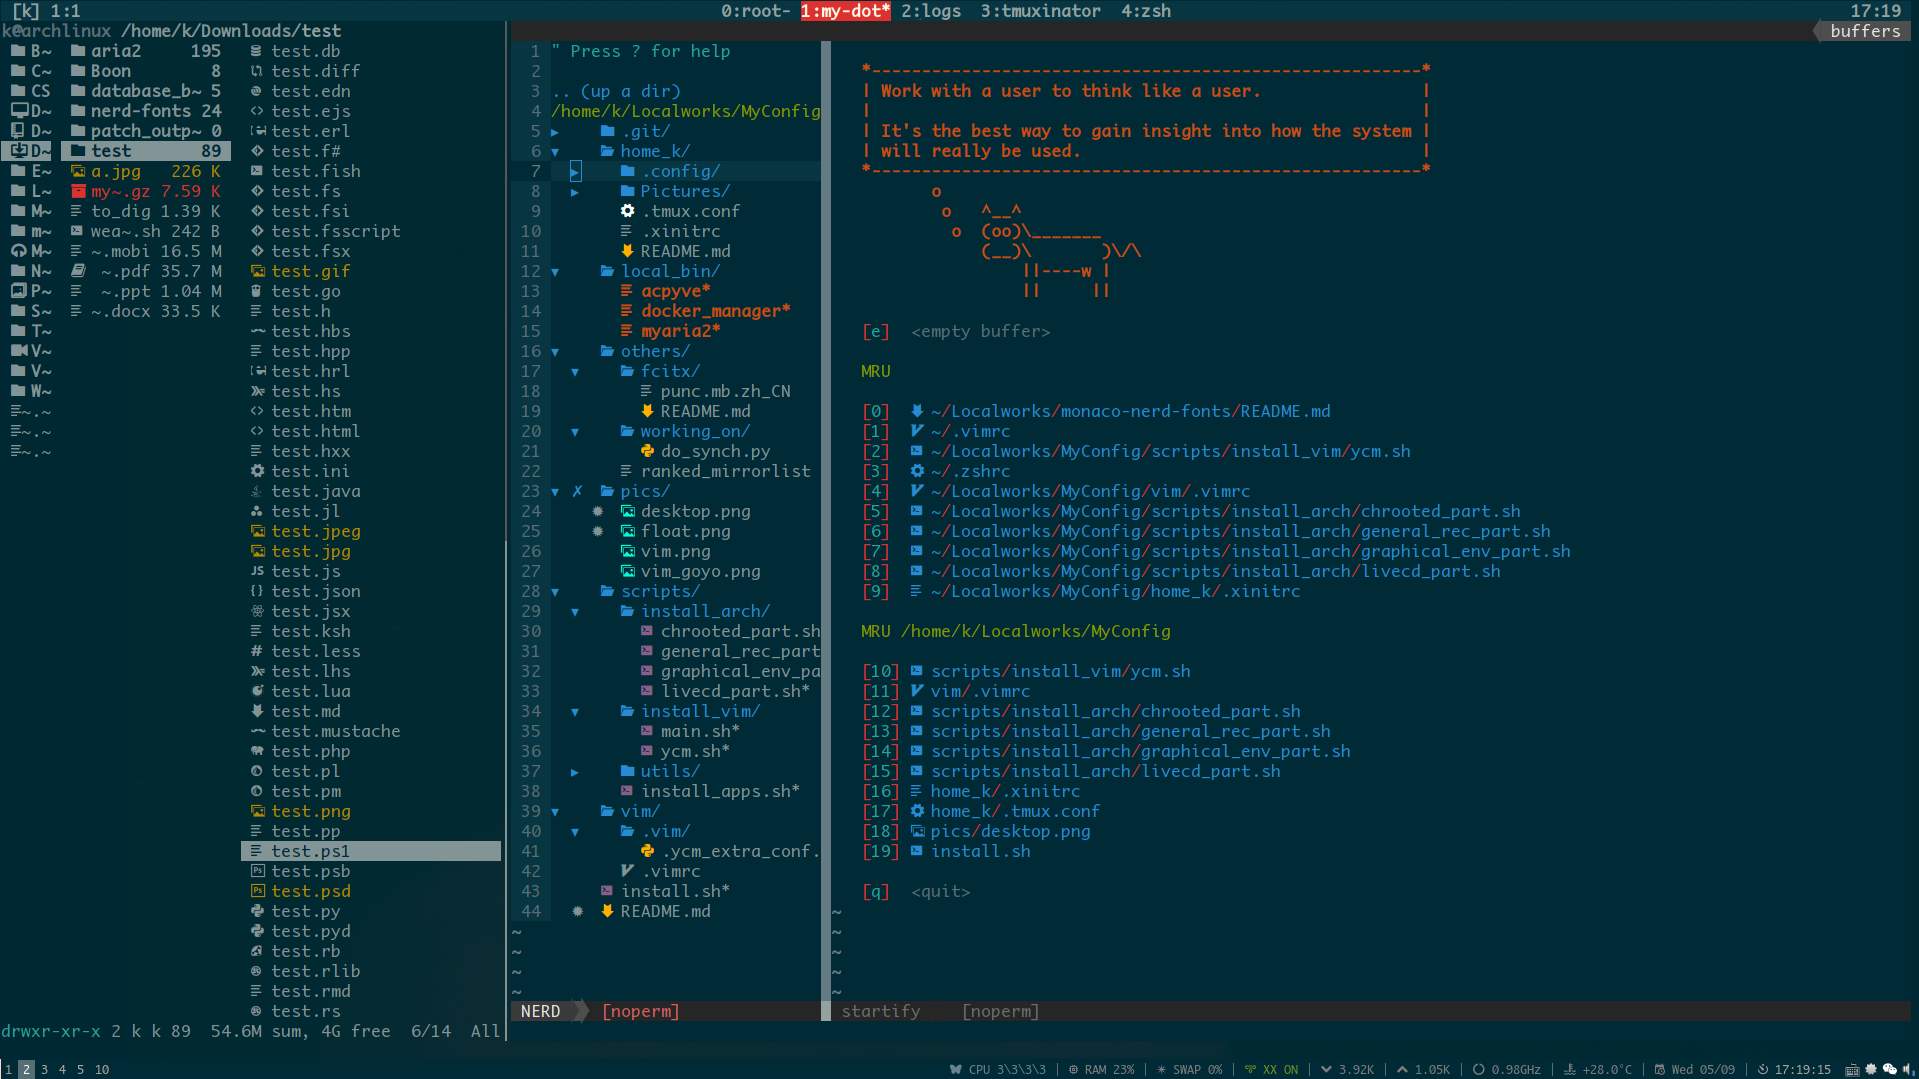 [k] 1:1 0:root- 1:my-dot* 2:logs 3:tmuxinator 4:zsh 17:19
k@archlinux /home/k/Downloads/test
B~
C~
CS
D~
D~
D~
E~
L~
M~
m~
M~
N~
P~
S~
T~
V~
V~
W~
~.~
~.~
~.~
aria2 195
Boon 8
database_b~ 5
nerd-fonts 24
patch_outp~ 0
test 89
a.jpg 226 K
my~.gz 7.59 K
to_dig 1.39 K
wea~.sh 242 B
~.mobi 16.5 M
~.pdf 35.7 M
~.ppt 1.04 M
~.docx 33.5 K
test.db
test.diff
test.edn
test.ejs
test.erl
test.f#
test.fish
test.fs
test.fsi
test.fsscript
test.fsx
test.gif
test.go
test.h
test.hbs
test.hpp
test.hrl
test.hs
test.htm
test.html
test.hxx
test.ini
test.java
test.jl
test.jpeg
test.jpg
JS test.js
{} test.json
test.jsx
test.ksh
# test.less
test.lhs
test.lua
test.md
test.mustache
test.php
test.pl
test.pm
test.png
test.pp
test.ps1
Ps test.psb
Ps test.psd
test.py
test.pyd
test.rb
test.rlib
test.rmd
test.rs
drwxr-xr-x 2 k k 89 54.6M sum, 4G free 6/14 All
1 " Press ? for help
2
3 .. (up a dir)
4 /home/k/Localworks/MyConfig
5 ▸ .git/
6 ▾ home_k/
7 ▸ .config/
8 ▸ Pictures/
9 .tmux.conf
10 .xinitrc
11 README.md
12 ▾ local_bin/
13 acpyve*
14 docker_manager*
15 myaria2*
16 ▾ others/
17 ▾ fcitx/
18 punc.mb.zh_CN
19 README.md
20 ▾ working_on/
21 do_synch.py
22 ranked_mirrorlist
23 ▾ ✗ pics/
24 ✹ desktop.png
25 ✹ float.png
26 vim.png
27 vim_goyo.png
28 ▾ scripts/
29 ▾ install_arch/
30 chrooted_part.sh
31 general_rec_part
32 graphical_env_pa
33 livecd_part.sh*
34 ▾ install_vim/
35 main.sh*
36 ycm.sh*
37 ▸ utils/
38 install_apps.sh*
39 ▾ vim/
40 ▾ .vim/
41 .ycm_extra_conf.
42 .vimrc
43 install.sh*
44 ✹ README.md
~
~
~
~
NERD [noperm]
buffers
*-------------------------------------------------------*
| Work with a user to think like a user. |
| |
| It's the best way to gain insight into how the system |
| will really be used. |
*-------------------------------------------------------*
o
o ^__^
o (oo)\_______
(__)\ )\/\
||----w |
|| ||
[e] <empty buffer>
MRU
[0] ~/Localworks/monaco-nerd-fonts/README.md
[1] ~/.vimrc
[2] ~/Localworks/MyConfig/scripts/install_vim/ycm.sh
[3] ~/.zshrc
[4] ~/Localworks/MyConfig/vim/.vimrc
[5] ~/Localworks/MyConfig/scripts/install_arch/chrooted_part.sh
[6] ~/Localworks/MyConfig/scripts/install_arch/general_rec_part.sh
[7] ~/Localworks/MyConfig/scripts/install_arch/graphical_env_part.sh
[8] ~/Localworks/MyConfig/scripts/install_arch/livecd_part.sh
[9] ~/Localworks/MyConfig/home_k/.xinitrc
MRU /home/k/Localworks/MyConfig
[10] scripts/install_vim/ycm.sh
[11] vim/.vimrc
[12] scripts/install_arch/chrooted_part.sh
[13] scripts/install_arch/general_rec_part.sh
[14] scripts/install_arch/graphical_env_part.sh
[15] scripts/install_arch/livecd_part.sh
[16] home_k/.xinitrc
[17] home_k/.tmux.conf
[18] pics/desktop.png
[19] install.sh
[q] <quit>
~
~
~
~
~
startify [noperm]
1 2 3 4 5 10 CPU 3\3\3\3 | RAM 23% | SWAP 0% | XX ON | 3.92K | 1.05K | 0.98GHz | +28.0°C | Wed 05/09 | 17:19:15